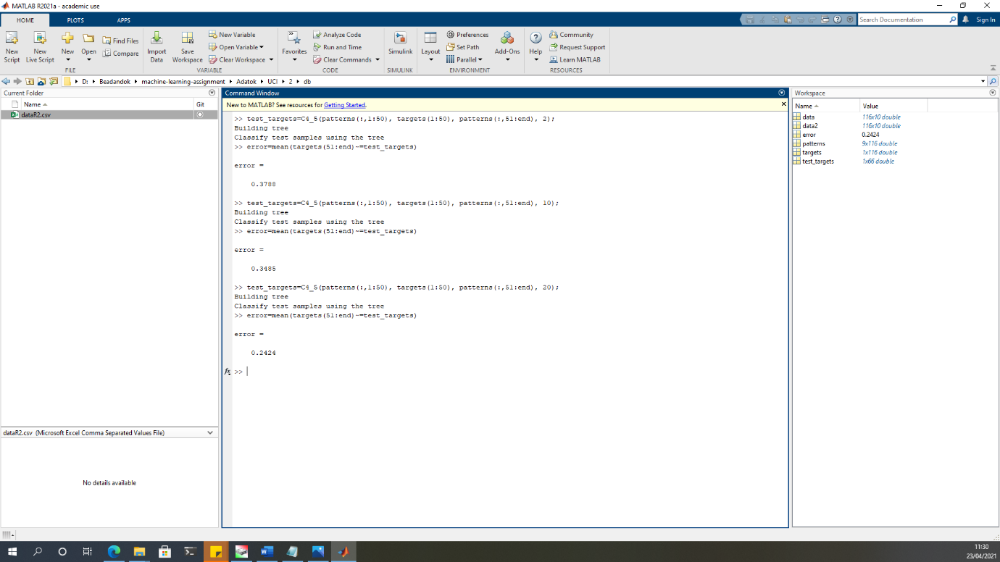 MATLAB R2021a - academic use
HOME PLOTS APPS
Search Documentation Sign In
New Script
New Live Script
New
Open
Find Files
Compare
FILE
Import Data
Save Workspace
New Variable
Open Variable
Clear Workspace
VARIABLE
Favorites
Analyze Code
Run and Time
Clear Commands
CODE
Simulink
SIMULINK
Layout
Preferences
Set Path
Parallel
Add-Ons
ENVIRONMENT
Help
Community
Request Support
Learn MATLAB
RESOURCES
D: Beadandok machine-learning-assignment Adatok UCI 2 db
Current Folder
Name Git
dataR2.csv
dataR2.csv (Microsoft Excel Comma Separated Values File)
No details available
Command Window
New to MATLAB? See resources for Getting Started.
>> test_targets=C4_5(patterns(:,1:50), targets(1:50), patterns(:,51:end), 2);
Building tree
Classify test samples using the tree
>> error=mean(targets(51:end)~=test_targets)
error =
0.3788
>> test_targets=C4_5(patterns(:,1:50), targets(1:50), patterns(:,51:end), 10);
Building tree
Classify test samples using the tree
>> error=mean(targets(51:end)~=test_targets)
error =
0.3485
>> test_targets=C4_5(patterns(:,1:50), targets(1:50), patterns(:,51:end), 20);
Building tree
Classify test samples using the tree
>> error=mean(targets(51:end)~=test_targets)
error =
0.2424
fx >>
Workspace
Name Value
data 116x10 double
data2 116x10 double
error 0.2424
patterns 9x116 double
targets 1x116 double
test_targets 1x66 double
11:30
23/04/2021